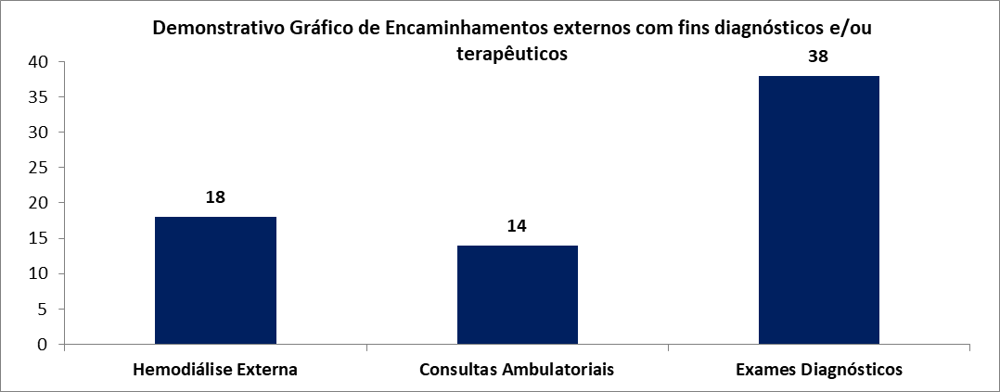 Demonstrativo Gráfico de Encaminhamentos externos com fins diagnósticos e/ou
terapêuticos
38
40
35
30
25
20
15
10
5
0
18
14
Hemodiálise Externa
Consultas Ambulatoriais
Exames Diagnósticos